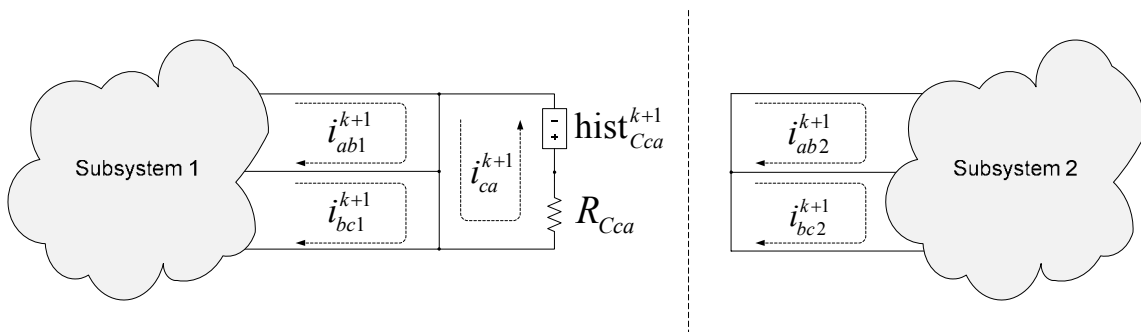 Subsystem 1
i_{ab1}^{k+1}
i_{bc1}^{k+1}
i_{ca}^{k+1}
- +
hist_{Cca}^{k+1}
R_{Cca}
i_{ab2}^{k+1}
i_{bc2}^{k+1}
Subsystem 2